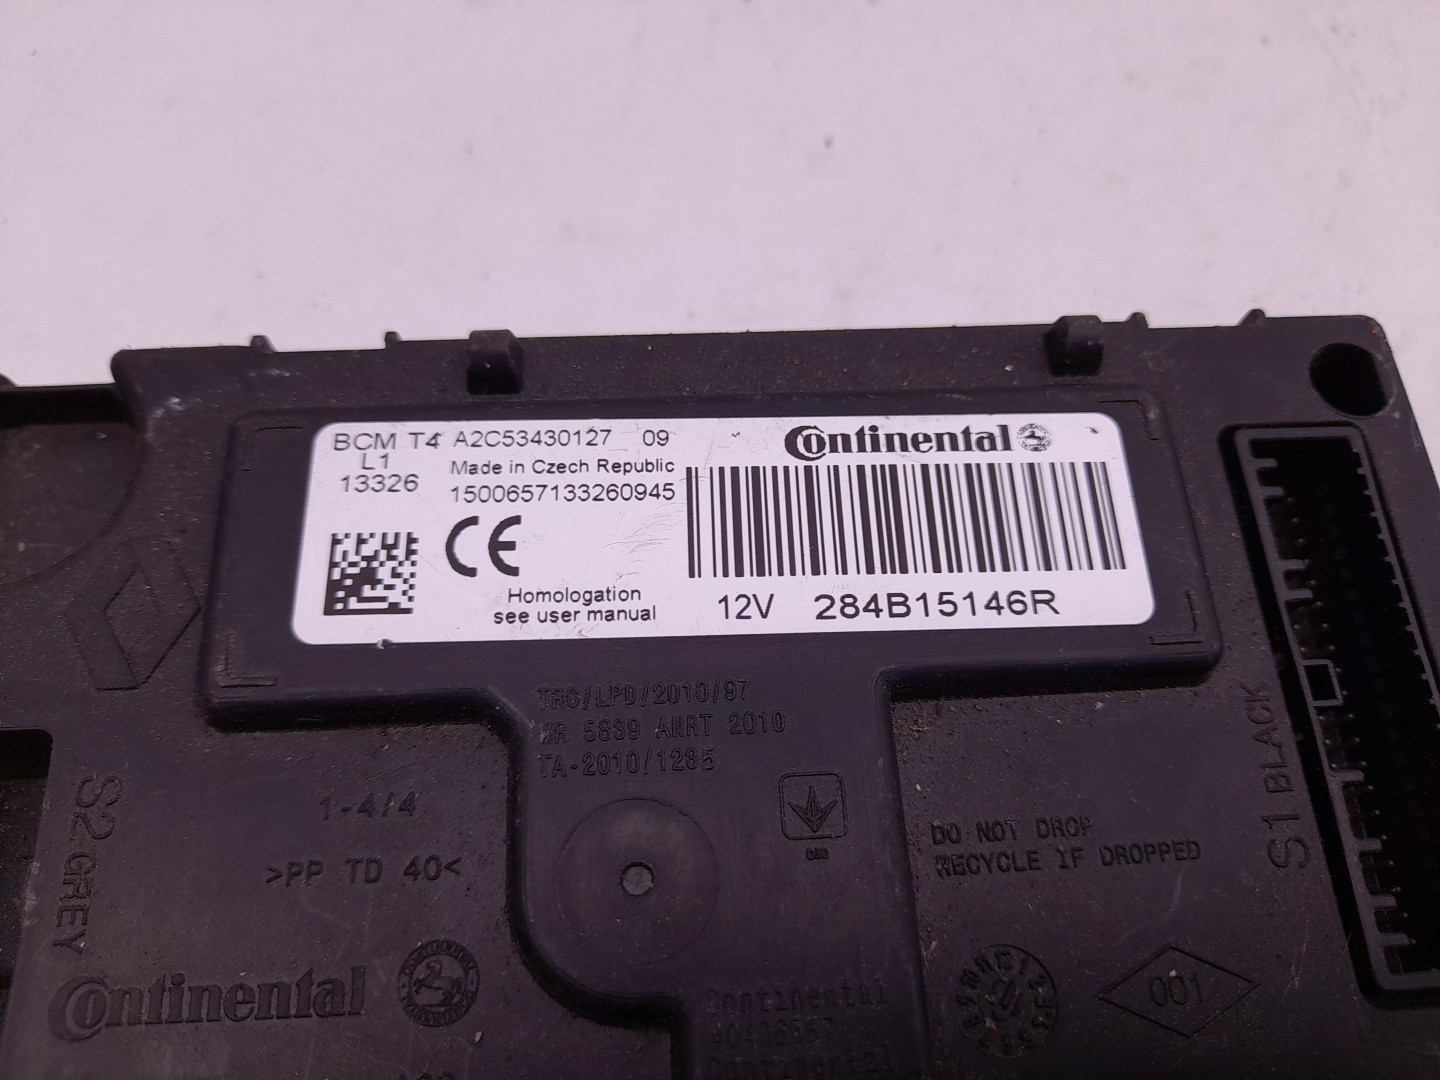 BCM T4 A2C53430127 09
L1
13326
Made in Czech Republic
1500657133260945
CE
Homologation
see user manual
Continental
12V 284B15146R
TRC/LPD/2010/97
MR 5839 ANRT 2010
TA-2010/1235
1-4/4
>PP TD 40<
S2 GREY
Continental
DO NOT DROP
RECYCLE IF DROPPED
S1 BLACK
001
Continental
Continental